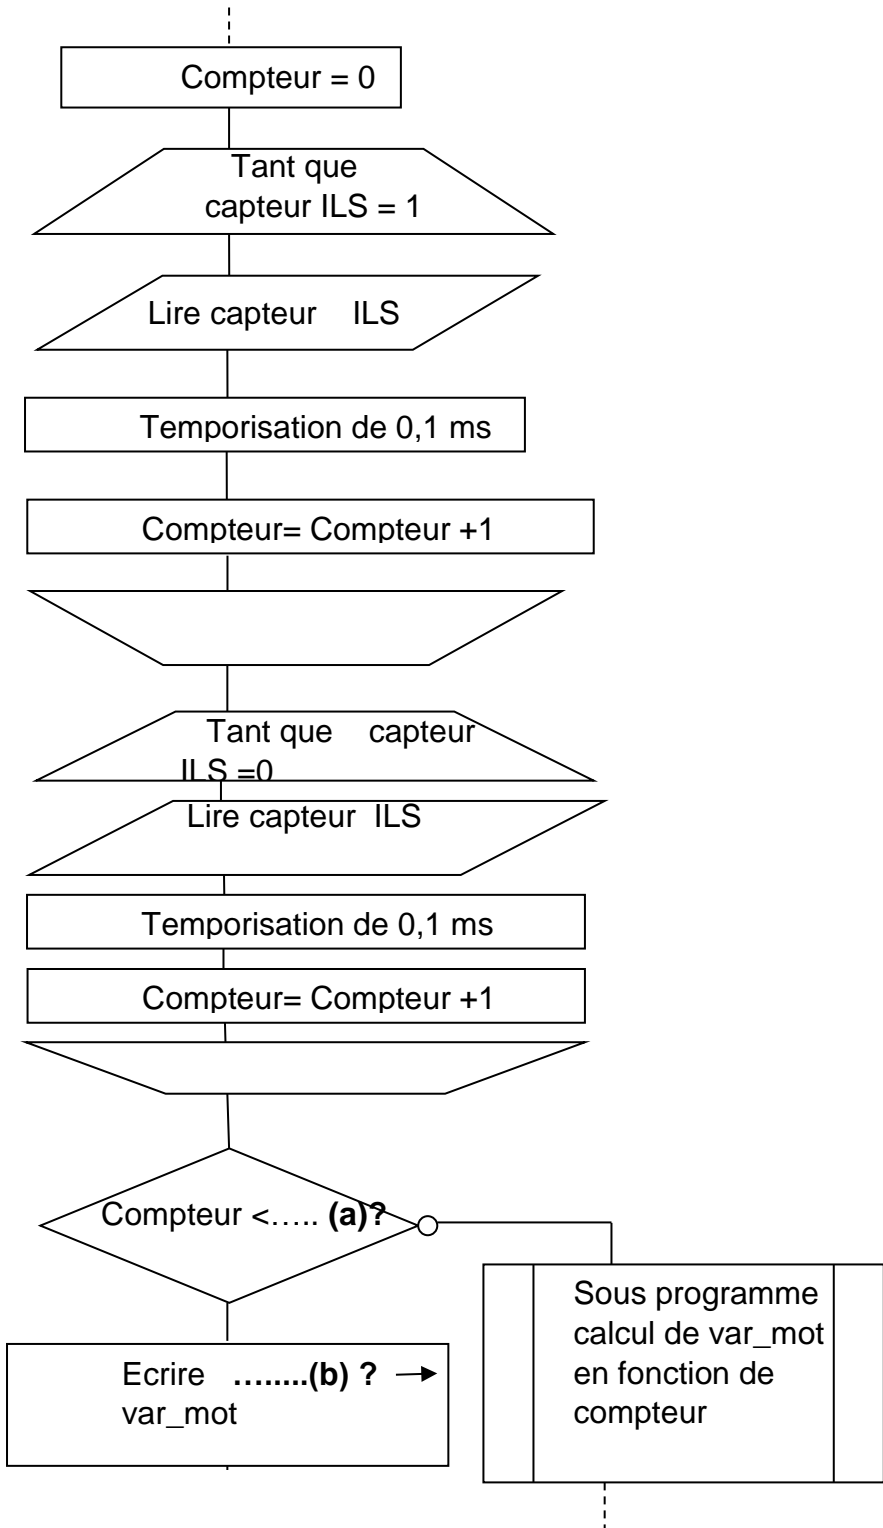 Compteur = 0
Tant que
capteur ILS = 1
Lire capteur ILS
Temporisation de 0,1 ms
Compteur= Compteur +1
Tant que capteur
ILS =0
Lire capteur ILS
Temporisation de 0,1 ms
Compteur= Compteur +1
Compteur <….. (a)?
Ecrire ….....(b) ? →
var_mot
Sous programme
calcul de var_mot
en fonction de
compteur